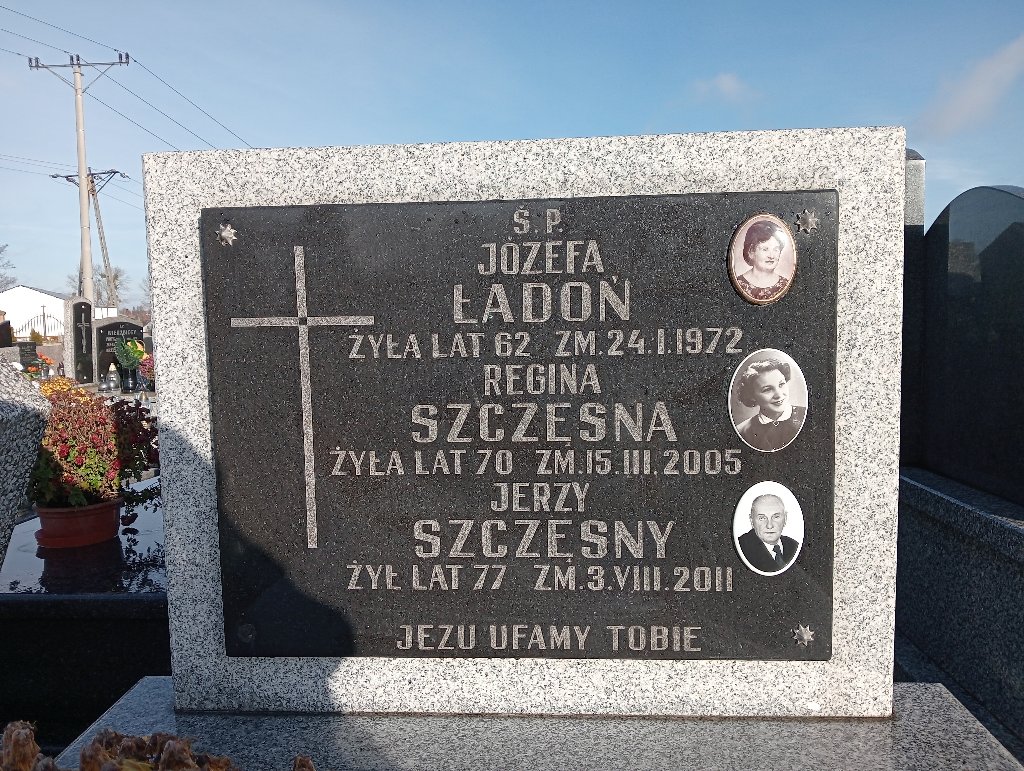 Ś. P.
JÓZEFA
ŁADOŃ
ŻYŁA LAT 62 ZM. 24.I.1972
REGINA
SZCZĘSNA
ŻYŁA LAT 70 ZM. 15.III.2005
JERZY
SZCZĘSNY
ŻYŁ LAT 77 ZM. 3.VIII.2011
JEZU UFAMY TOBIE